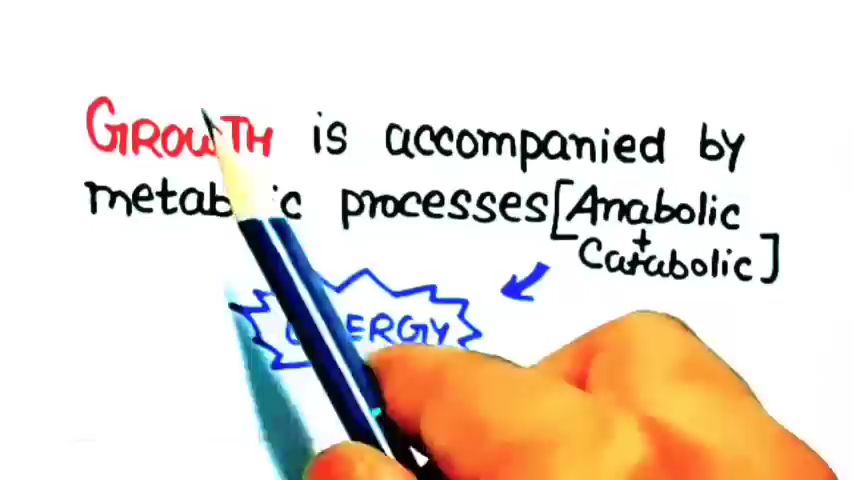 GROWTH is accompanied by
processes [Anabolic
+
Catabolic]